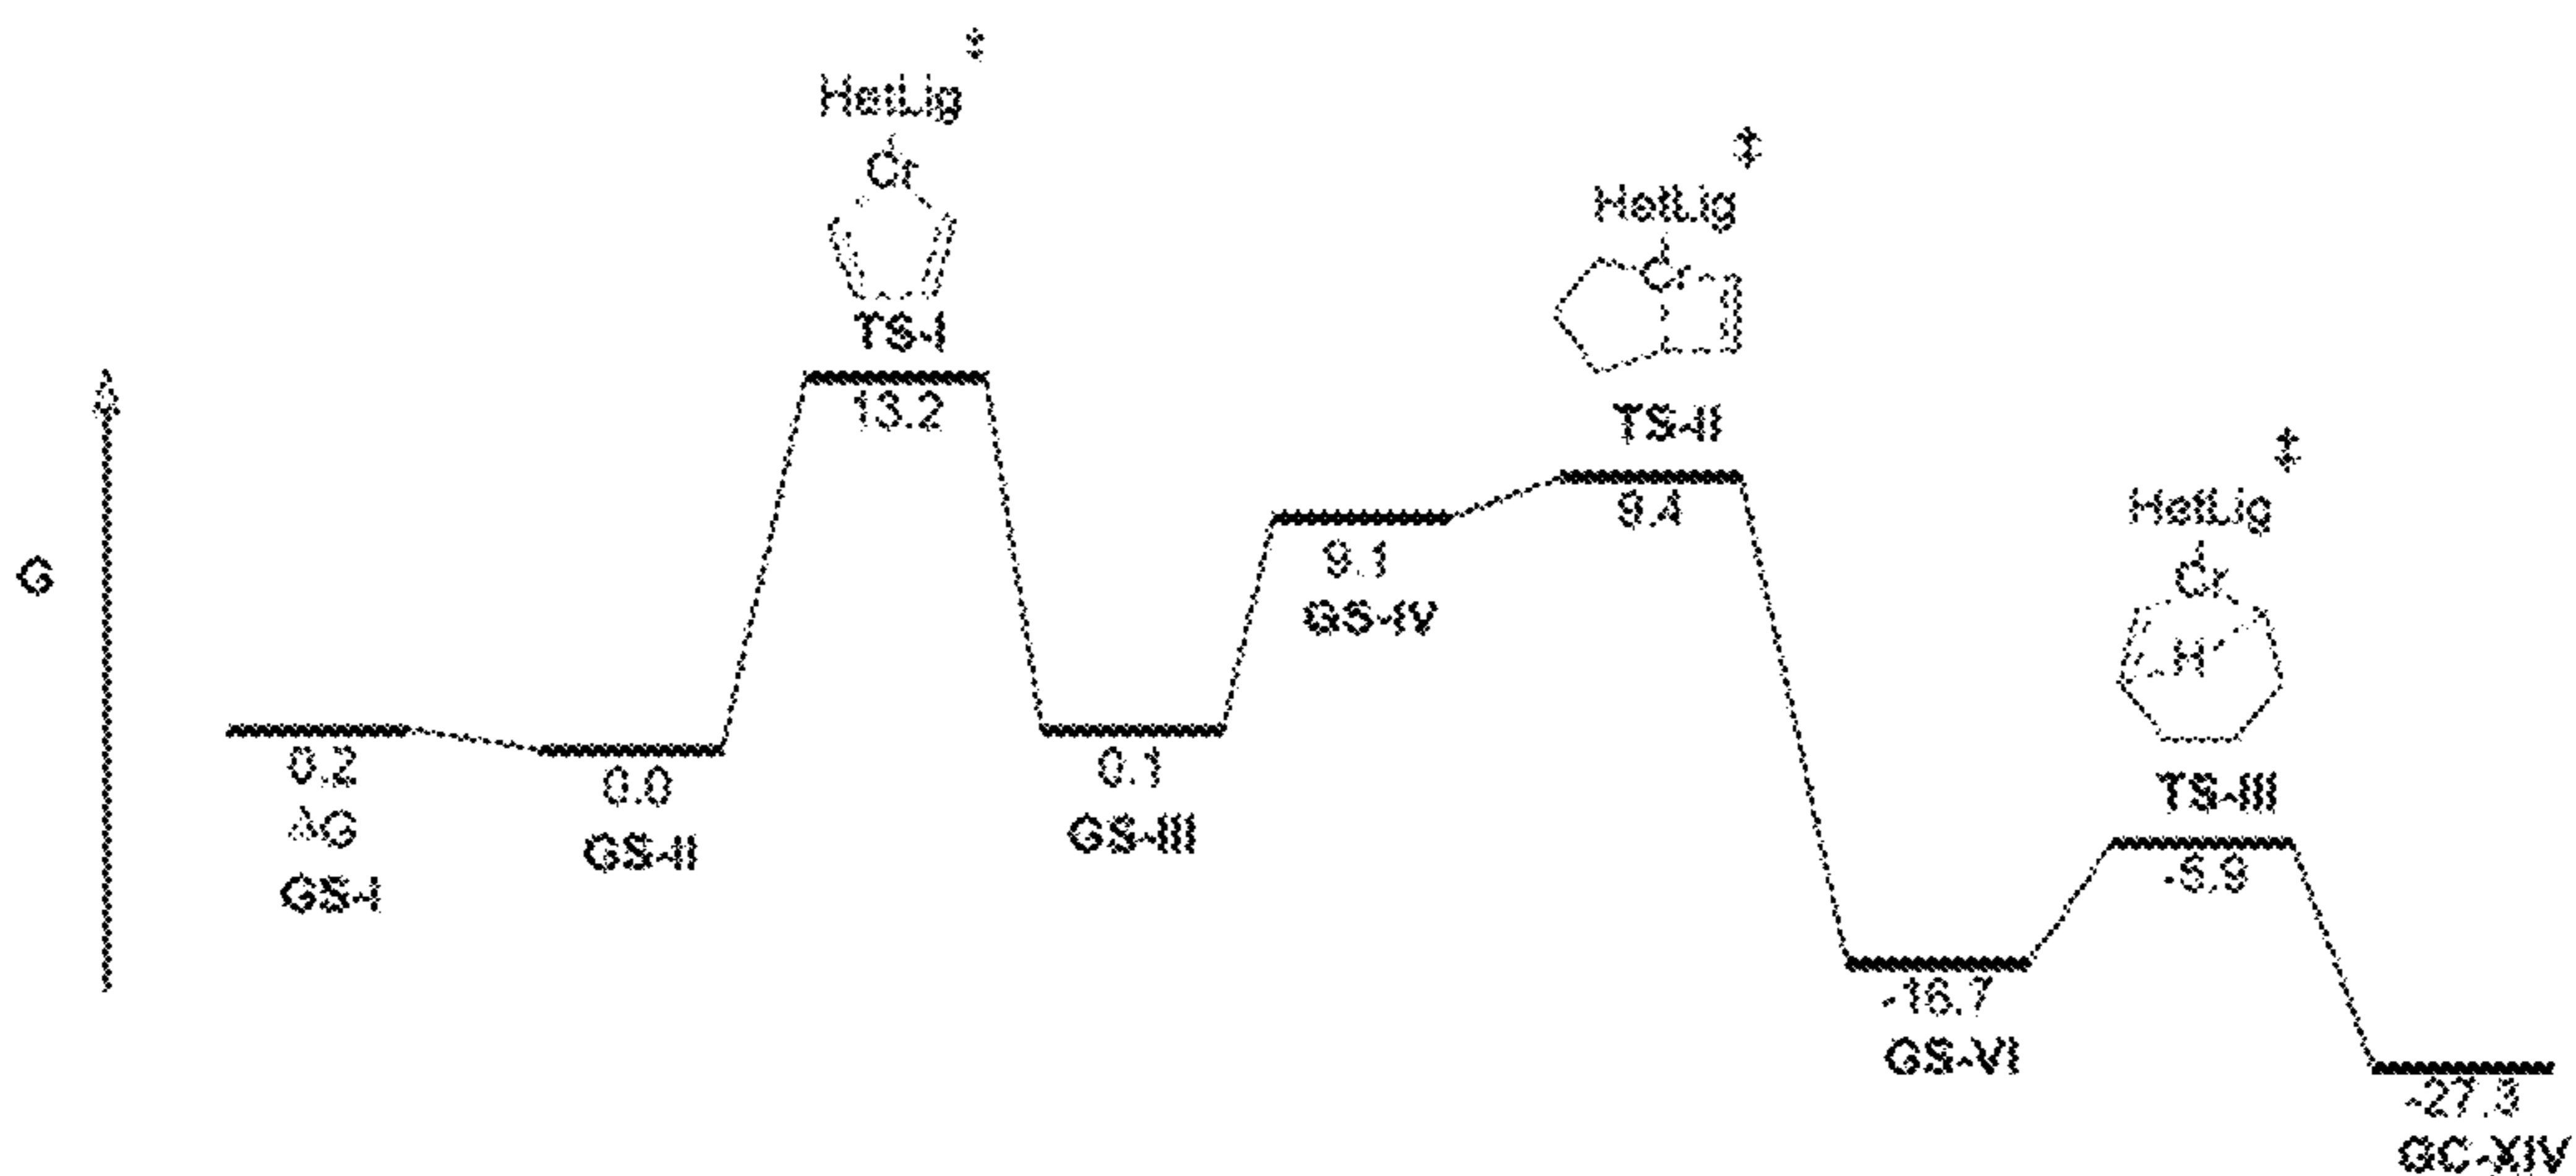 ‡
HetLig
Cr
TS-I
13.2
‡
HetLig
Cr
TS-II
9.4
‡
HetLig
Cr
H
TS-III
G
0.2
ΔG
GS-I
0.0
GS-II
0.1
GS-III
9.1
GS-IV
-16.7
GS-VI
-27.3
GC-XIV